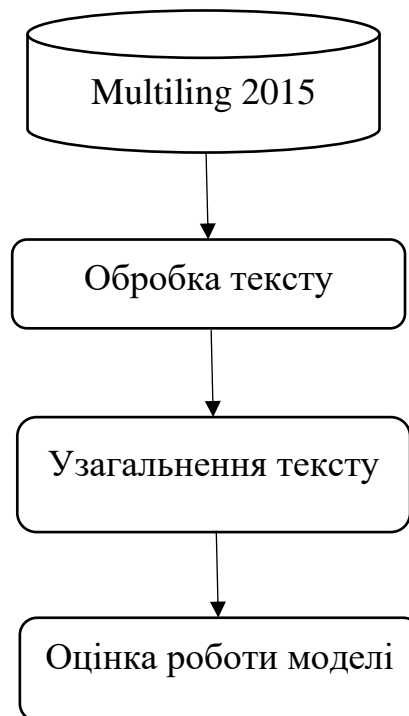 Multiling 2015
Обробка тексту
Узагальнення тексту
Оцінка роботи моделі